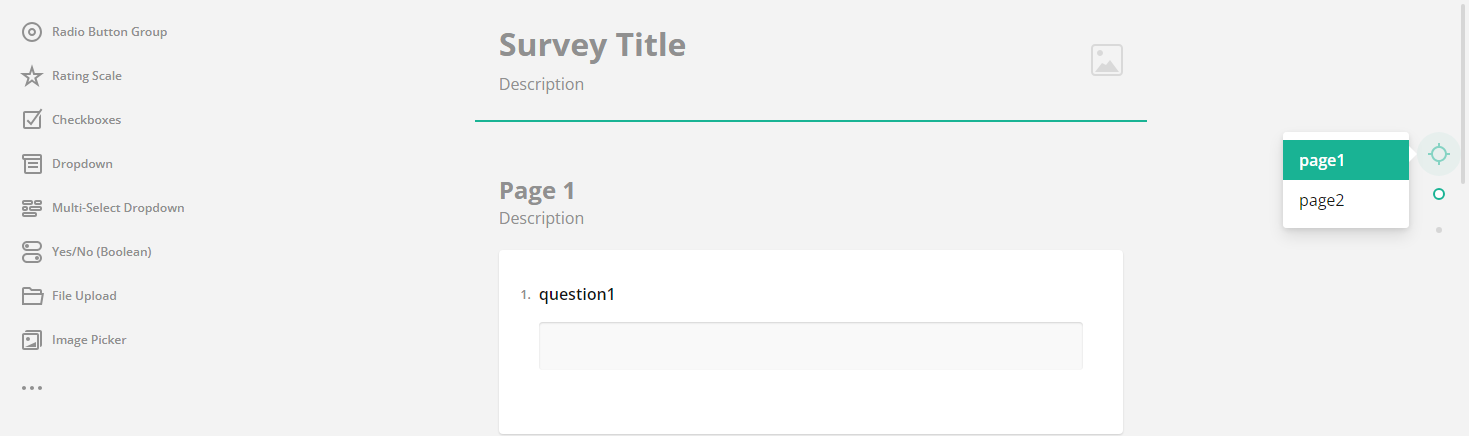 Radio Button Group
Rating Scale
Checkboxes
Dropdown
Multi-Select Dropdown
Yes/No (Boolean)
File Upload
Image Picker
Survey Title
Description
Page 1
Description
1. question1
page1
page2